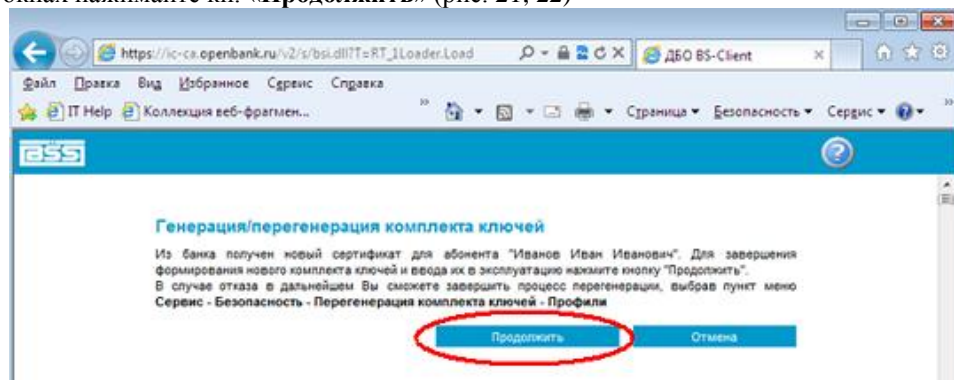 окнах нажимайте кн. «Продолжить» (рис. 21, 22)
https://ic-ca.openbank.ru/v2/s/bsi.dll?T=RT_1Loader.Load
ДБО BS-Client
Файл Правка Вид Избранное Сервис Справка
IT Help Коллекция веб-фрагмен...
Страница Безопасность Сервис
BSS
Генерация/перегенерация комплекта ключей
Из банка получен новый сертификат для абонента "Иванов Иван Иванович". Для завершения
формирования нового комплекта ключей и ввода их в эксплуатацию нажмите кнопку "Продолжить".
В случае отказа в дальнейшем Вы сможете завершить процесс перегенерации, выбрав пункт меню
Сервис - Безопасность - Перегенерация комплекта ключей - Профили
Продолжить Отмена